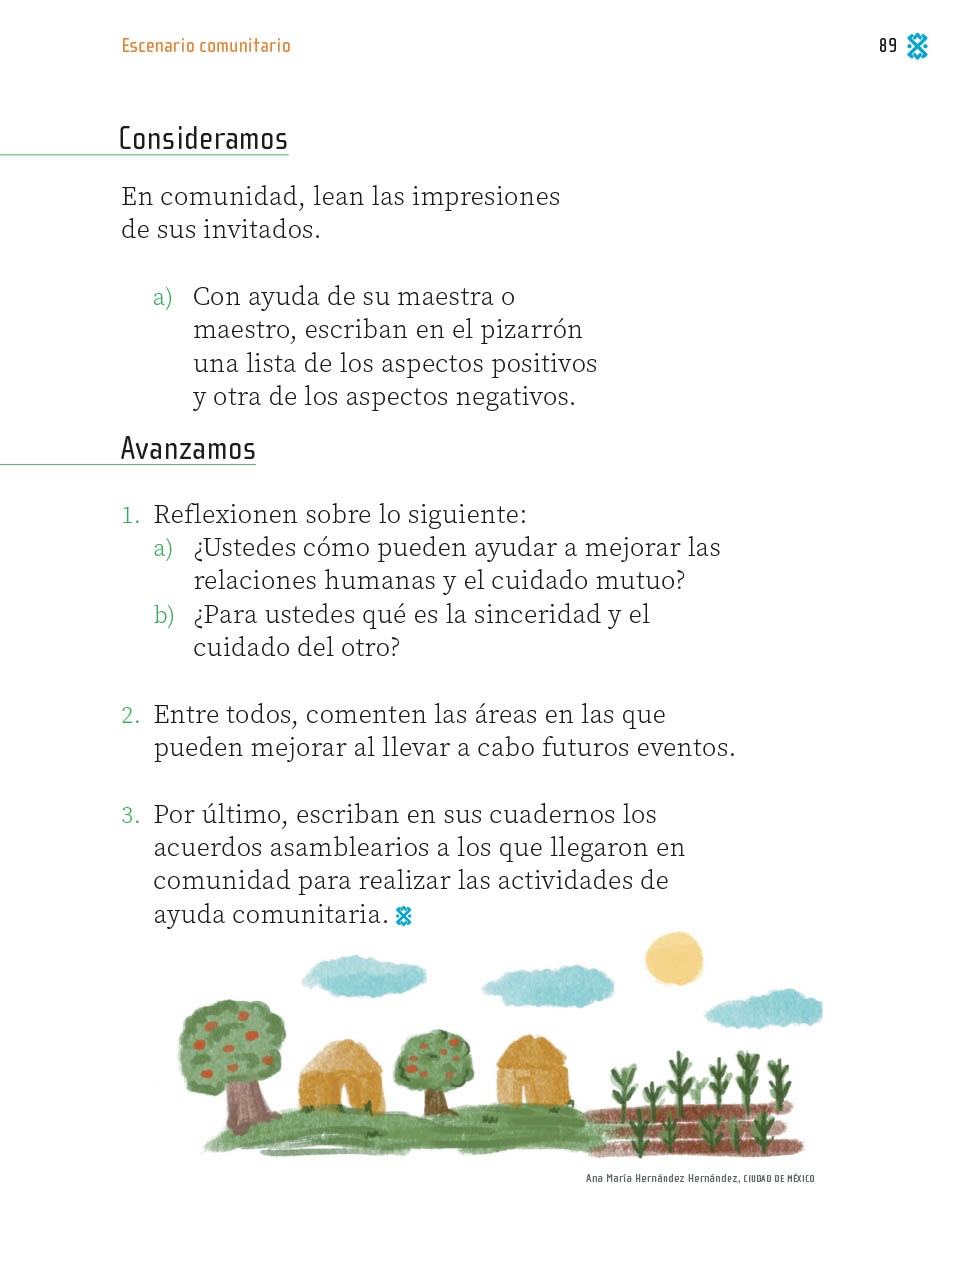 Escenario comunitario
89
Consideramos
En comunidad, lean las impresiones
de sus invitados.
a) Con ayuda de su maestra o
maestro, escriban en el pizarrón
una lista de los aspectos positivos
y otra de los aspectos negativos.
Avanzamos
1. Reflexionen sobre lo siguiente:
a) ¿Ustedes cómo pueden ayudar a mejorar las
relaciones humanas y el cuidado mutuo?
b) ¿Para ustedes qué es la sinceridad y el
cuidado del otro?
2. Entre todos, comenten las áreas en las que
pueden mejorar al llevar a cabo futuros eventos.
3. Por último, escriban en sus cuadernos los
acuerdos asamblearios a los que llegaron en
comunidad para realizar las actividades de
ayuda comunitaria.
Ana María Hernández Hernández, CIUDAD DE MÉXICO